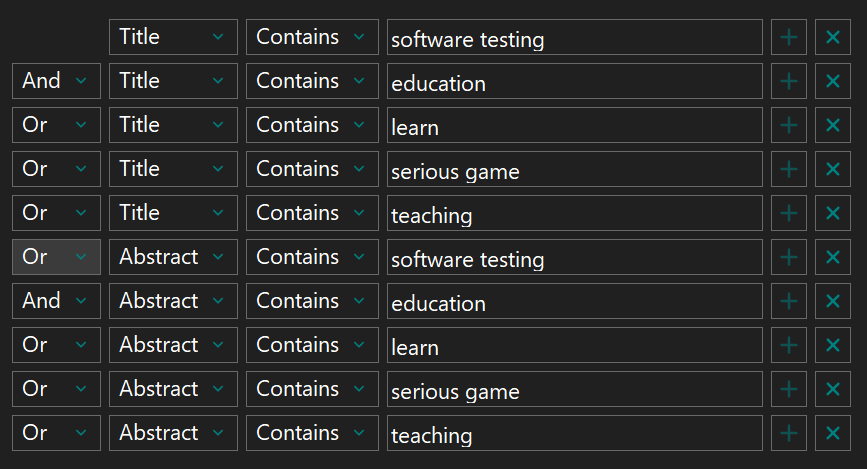 Title Contains software testing
And Title Contains education
Or Title Contains learn
Or Title Contains serious game
Or Title Contains teaching
Or Abstract Contains software testing
And Abstract Contains education
Or Abstract Contains learn
Or Abstract Contains serious game
Or Abstract Contains teaching